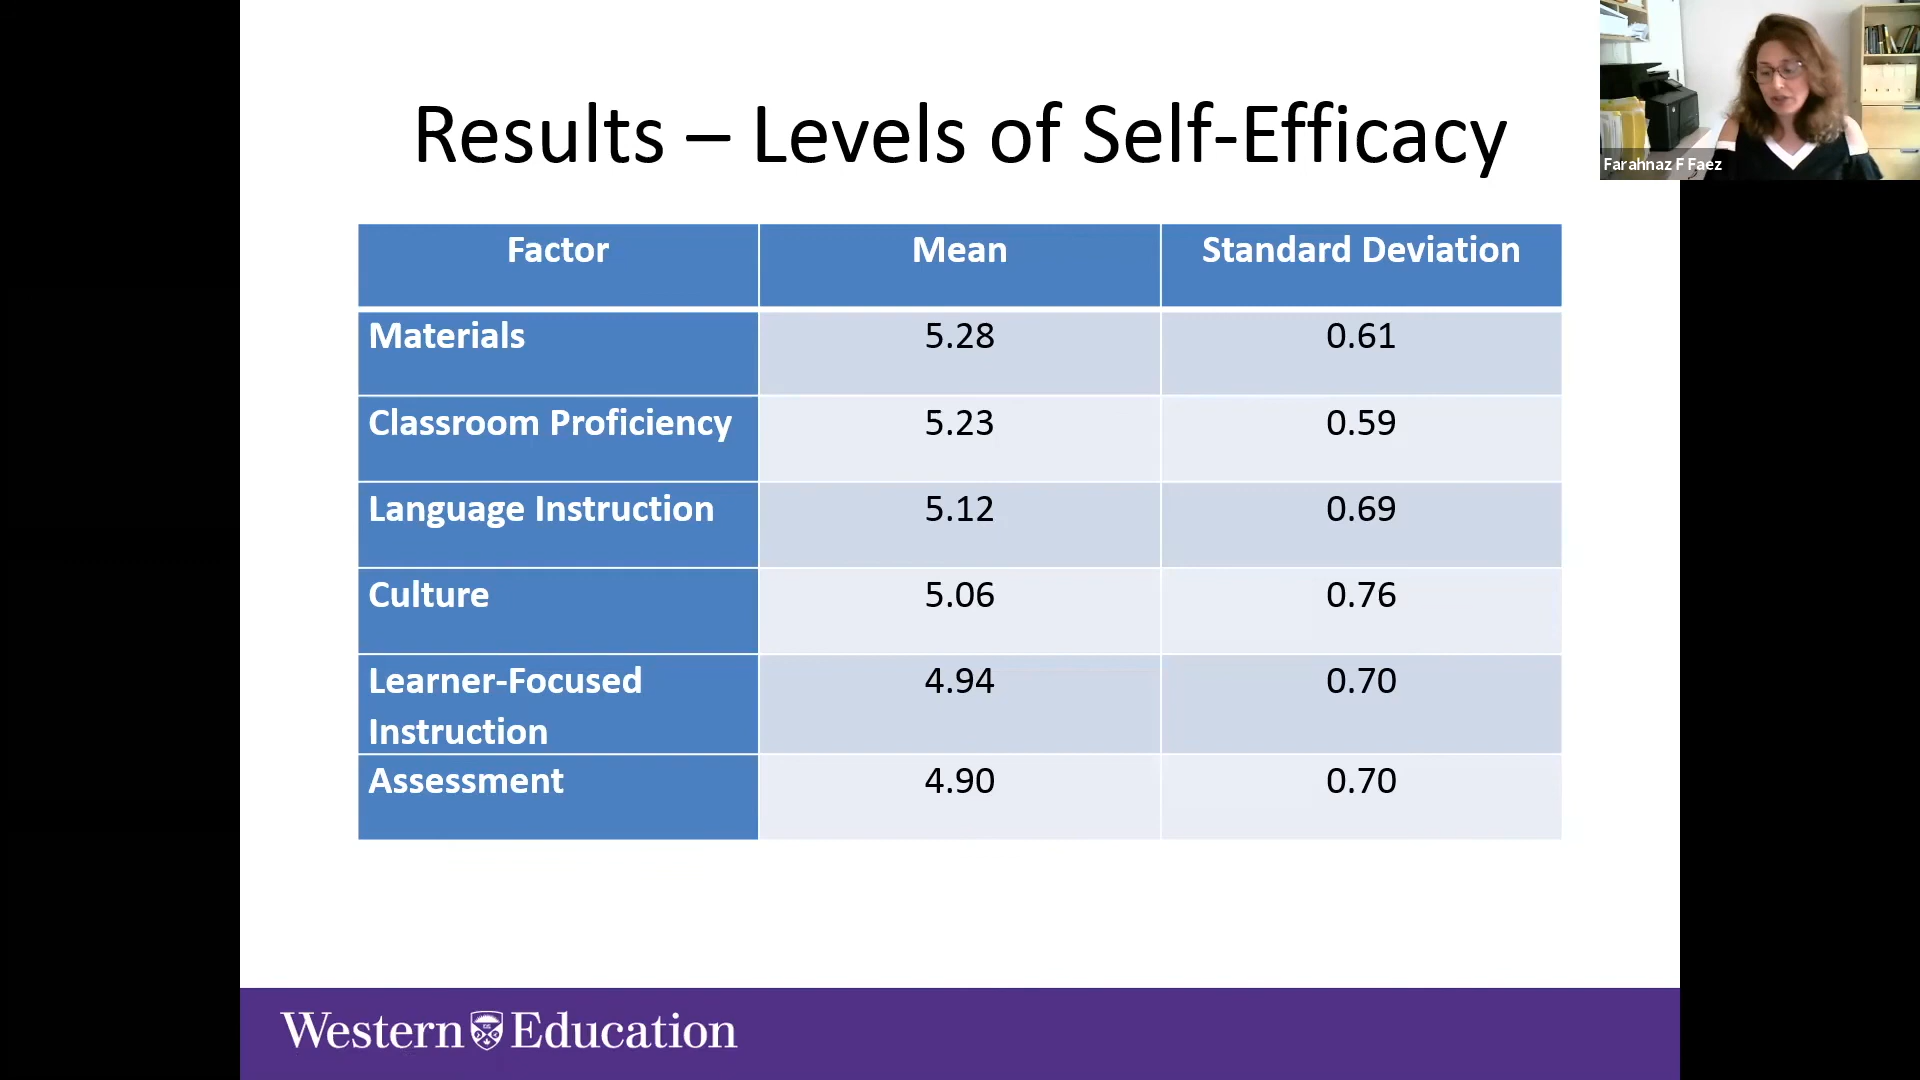 Results – Levels of Self-Efficacy
Farahnaz F Faez
Factor Mean Standard Deviation
Materials 5.28 0.61
Classroom Proficiency 5.23 0.59
Language Instruction 5.12 0.69
Culture 5.06 0.76
Learner-Focused 4.94 0.70
Instruction
Assessment 4.90 0.70
Western Education